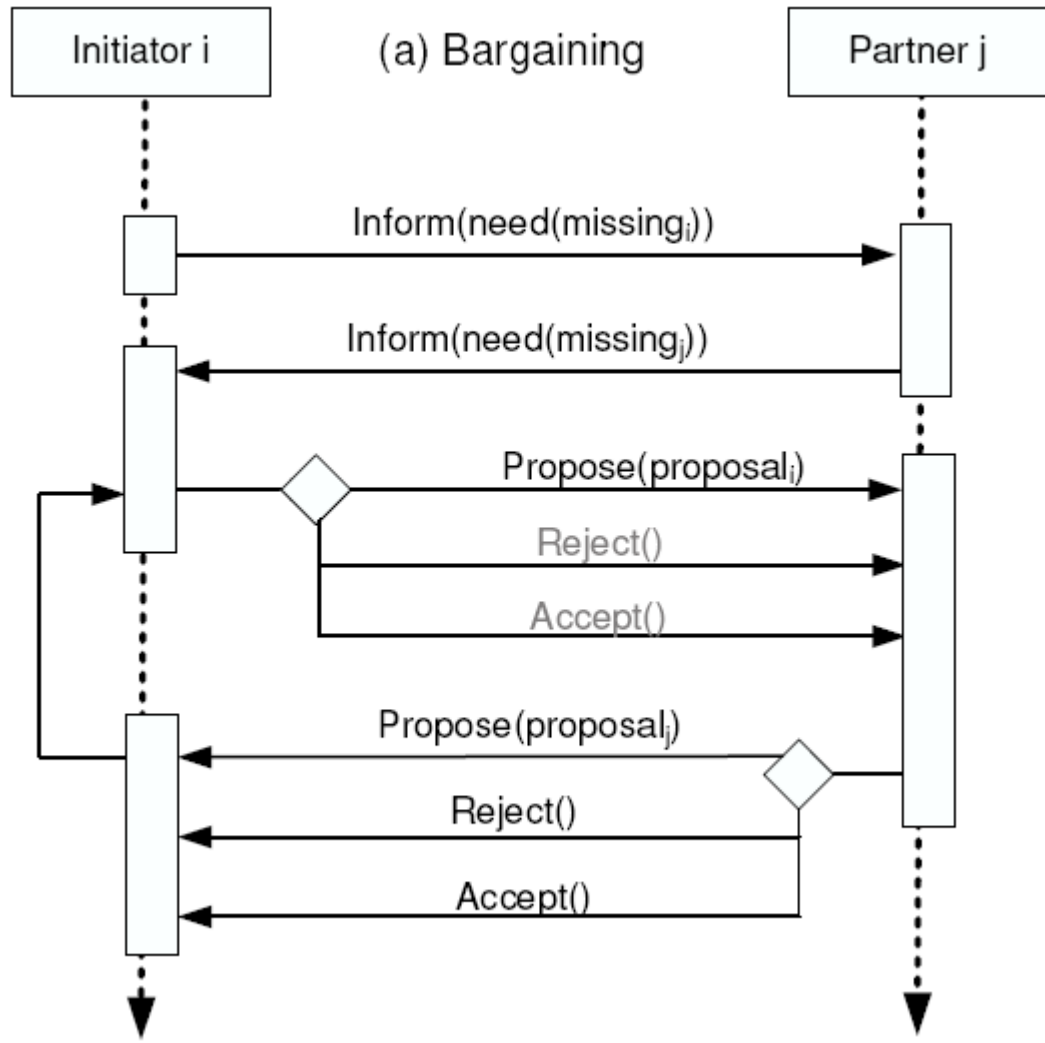 Initiator i
(a) Bargaining
Partner j
Inform(need(missingᵢ))
Inform(need(missingⱼ))
Propose(proposalᵢ)
Reject()
Accept()
Propose(proposalⱼ)
Reject()
Accept()